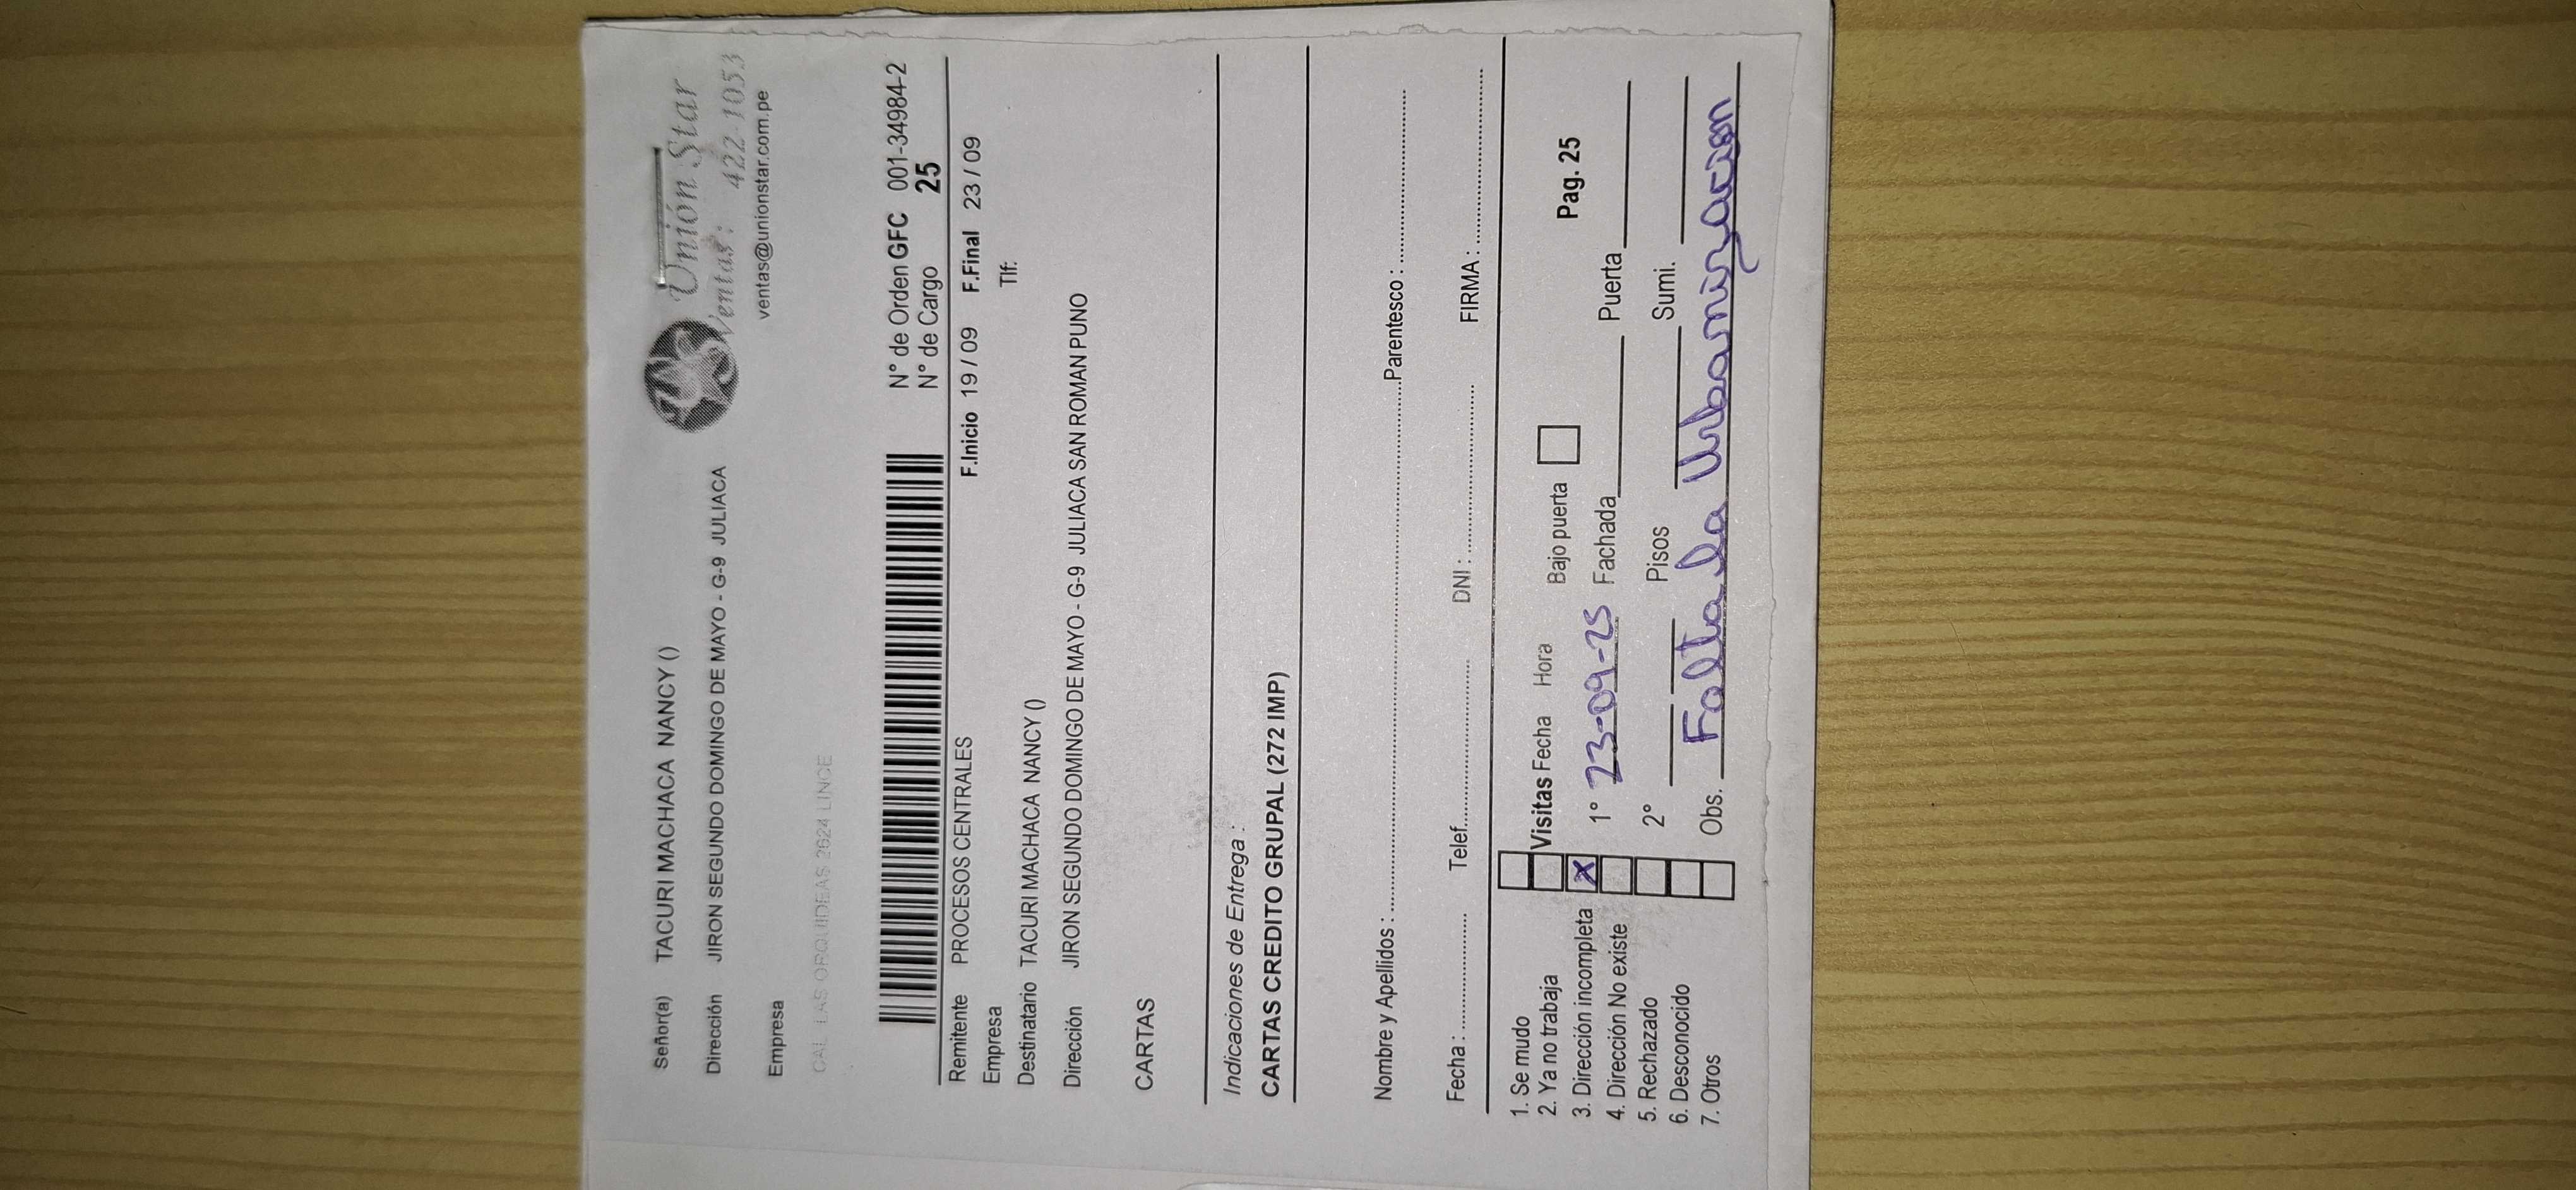 Señor(a) TACURI MACHACA NANCY ()
Unión Star
Dirección JIRON SEGUNDO DOMINGO DE MAYO - G-9 JULIACA
Ventas: 422-1053
Empresa
ventas@unionstar.com.pe
CAL LAS ORQUIDEAS 2624 LINCE
N° de Orden GFC 001-34984-2
N° de Cargo 25
Remitente PROCESOS CENTRALES
F.Inicio 19 / 09 F.Final 23 / 09
Empresa
Tlf:
Destinatario TACURI MACHACA NANCY ()
Dirección JIRON SEGUNDO DOMINGO DE MAYO - G-9 JULIACA SAN ROMAN PUNO
CARTAS
Indicaciones de Entrega :
CARTAS CREDITO GRUPAL (272 IMP)
Nombre y Apellidos : Parentesco :
Fecha : Telef. DNI : FIRMA :
1. Se mudo
2. Ya no trabaja Visitas Fecha Hora Bajo puerta Pag. 25
3. Dirección incompleta X 1° 23-09-25 Fachada Puerta
4. Dirección No existe
5. Rechazado 2° Pisos Sumi.
6. Desconocido
7. Otros Obs. Falta la Urbamización